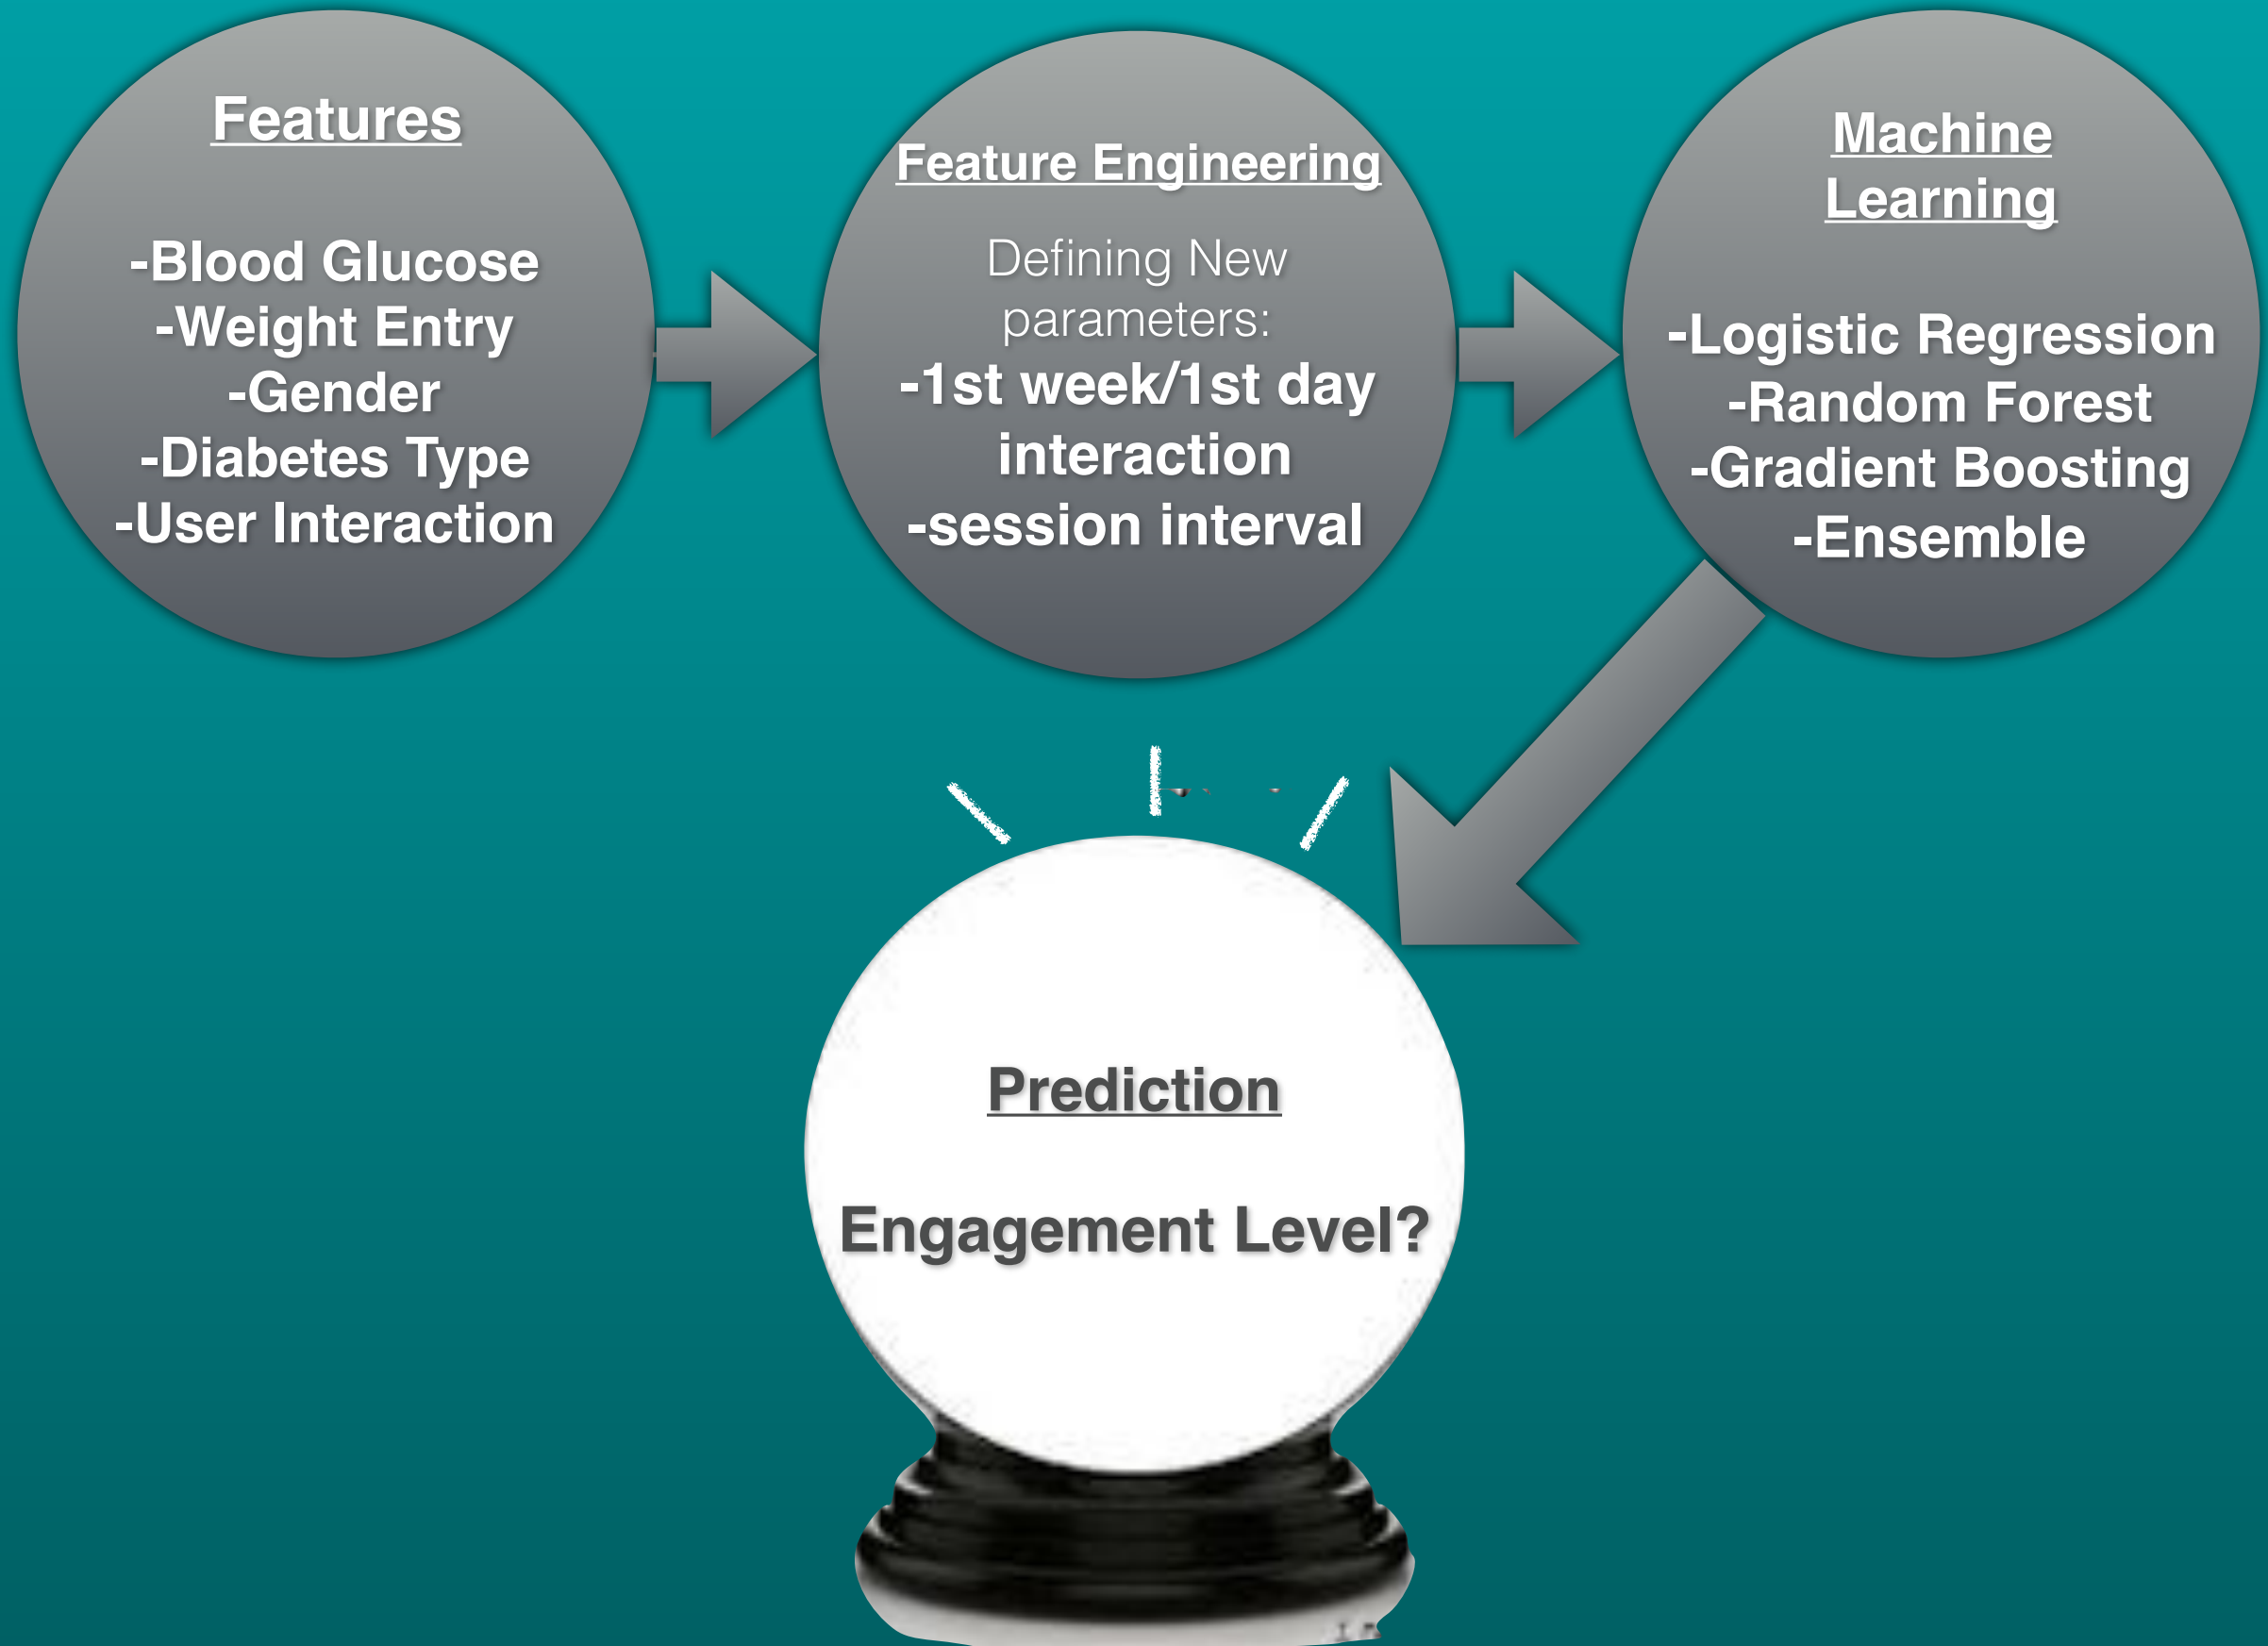 Features
-Blood Glucose
-Weight Entry
-Gender
-Diabetes Type
-User Interaction
Feature Engineering
Defining New
parameters:
-1st week/1st day
interaction
-session interval
Machine
Learning
-Logistic Regression
-Random Forest
-Gradient Boosting
-Ensemble
Prediction
Engagement Level?